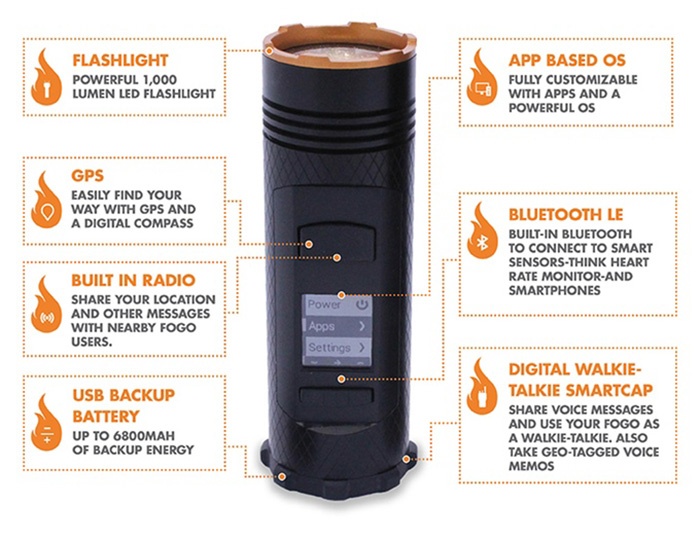 FLASHLIGHT
POWERFUL 1,000
LUMEN LED FLASHLIGHT
GPS
EASILY FIND YOUR
WAY WITH GPS AND
A DIGITAL COMPASS
BUILT IN RADIO
SHARE YOUR LOCATION
AND OTHER MESSAGES
WITH NEARBY FOGO
USERS.
USB BACKUP
BATTERY
UP TO 6800MAH
OF BACKUP ENERGY
Power
Apps
Settings
APP BASED OS
FULLY CUSTOMIZABLE
WITH APPS AND A
POWERFUL OS
BLUETOOTH LE
BUILT-IN BLUETOOTH
TO CONNECT TO SMART
SENSORS-THINK HEART
RATE MONITOR-AND
SMARTPHONES
DIGITAL WALKIE-
TALKIE SMARTCAP
SHARE VOICE MESSAGES
AND USE YOUR FOGO AS
A WALKIE-TALKIE. ALSO
TAKE GEO-TAGGED VOICE
MEMOS